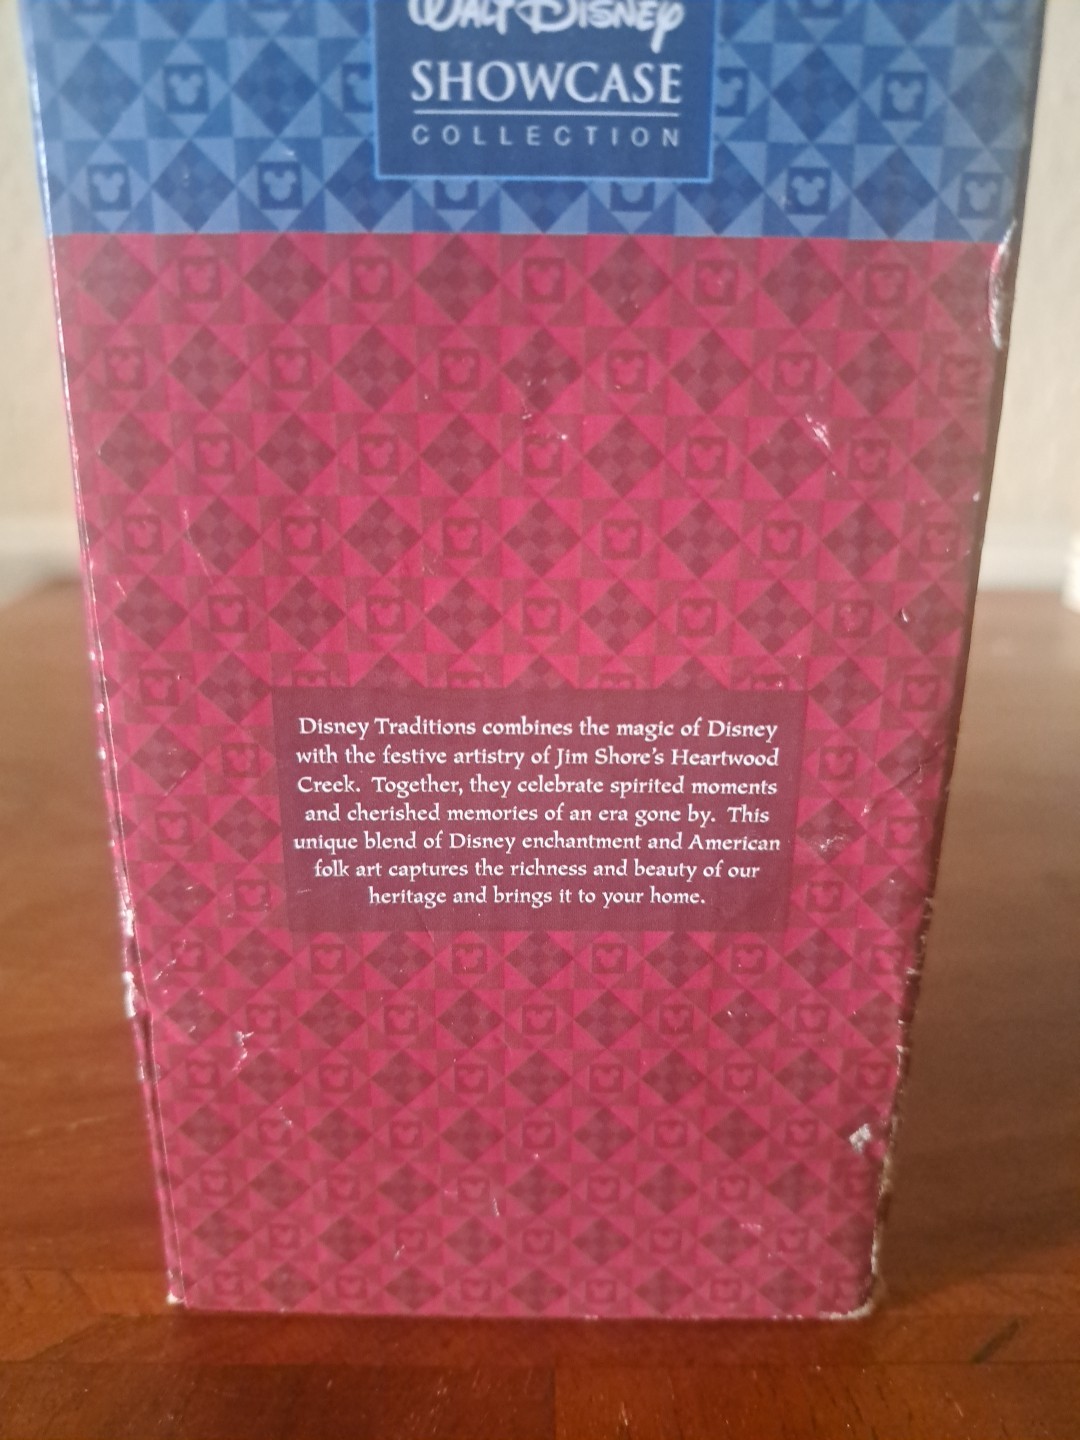 WALT DISNEY
SHOWCASE
COLLECTION
Disney Traditions combines the magic of Disney
with the festive artistry of Jim Shore's Heartwood
Creek. Together, they celebrate spirited moments
and cherished memories of an era gone by. This
unique blend of Disney enchantment and American
folk art captures the richness and beauty of our
heritage and brings it to your home.